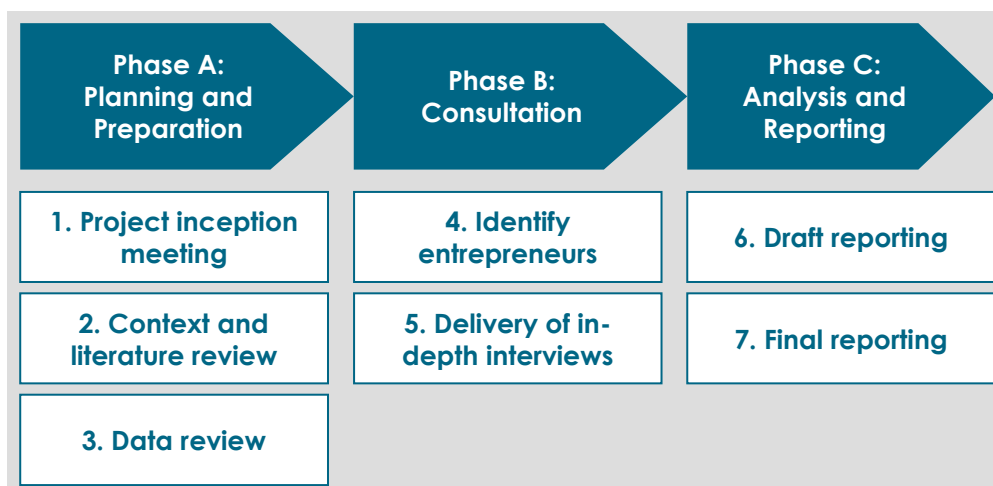 Phase A:
Planning and
Preparation
Phase B:
Consultation
Phase C:
Analysis and
Reporting
1. Project inception
meeting
2. Context and
literature review
3. Data review
4. Identify
entrepreneurs
5. Delivery of in-
depth interviews
6. Draft reporting
7. Final reporting